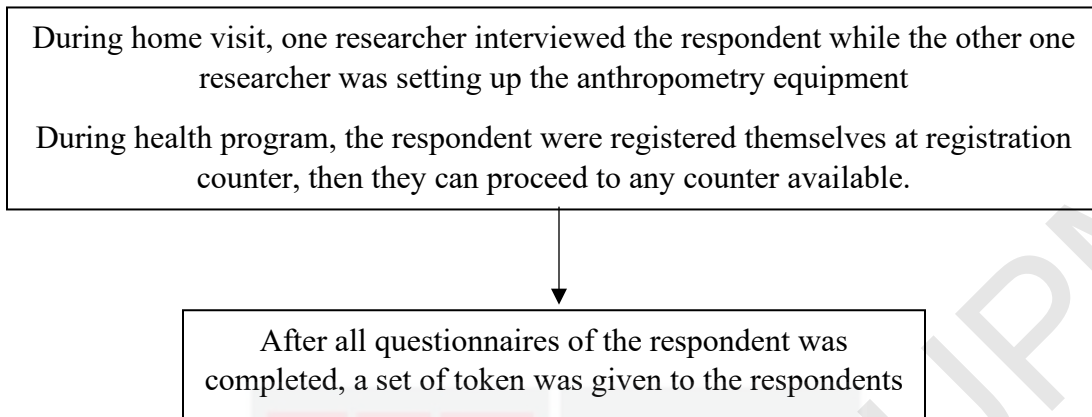 During home visit, one researcher interviewed the respondent while the other one
researcher was setting up the anthropometry equipment
During health program, the respondent were registered themselves at registration
counter, then they can proceed to any counter available.
After all questionnaires of the respondent was
completed, a set of token was given to the respondents
UPM